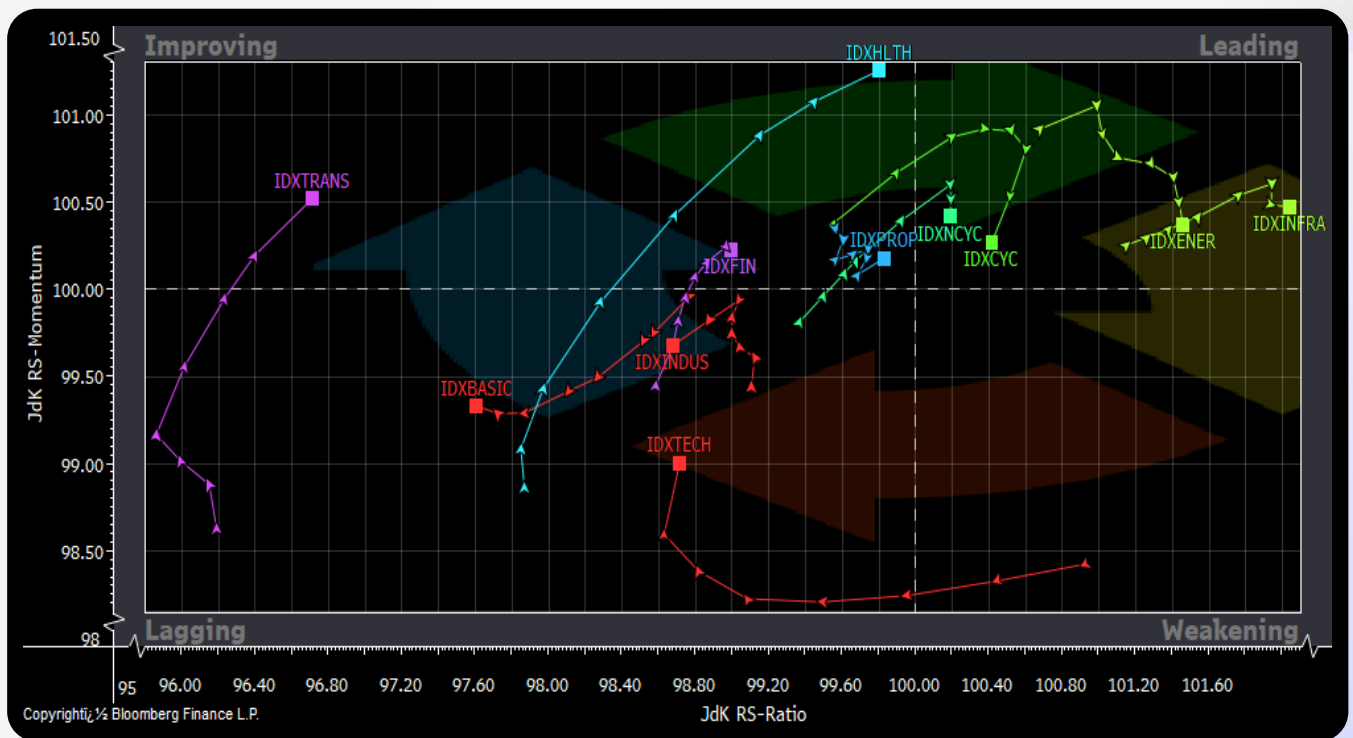 101.50
Improving
Leading
IDXHLTH
101.00
IDXTRANS
100.50
IDXNCYC
IDXINFRA
IDXPROP
IDXENER
IDXCYC
IDXFIN
100.00
IDXINDUS
99.50
IDXBASIC
IDXTECH
99.00
98.50
98
Lagging
Weakening
JdK RS-Momentum
95
96.00 96.40 96.80 97.20 97.60 98.00 98.40 98.80 99.20 99.60 100.00 100.40 100.80 101.20 101.60
JdK RS-Ratio
Copyrightï¿½ Bloomberg Finance L.P.